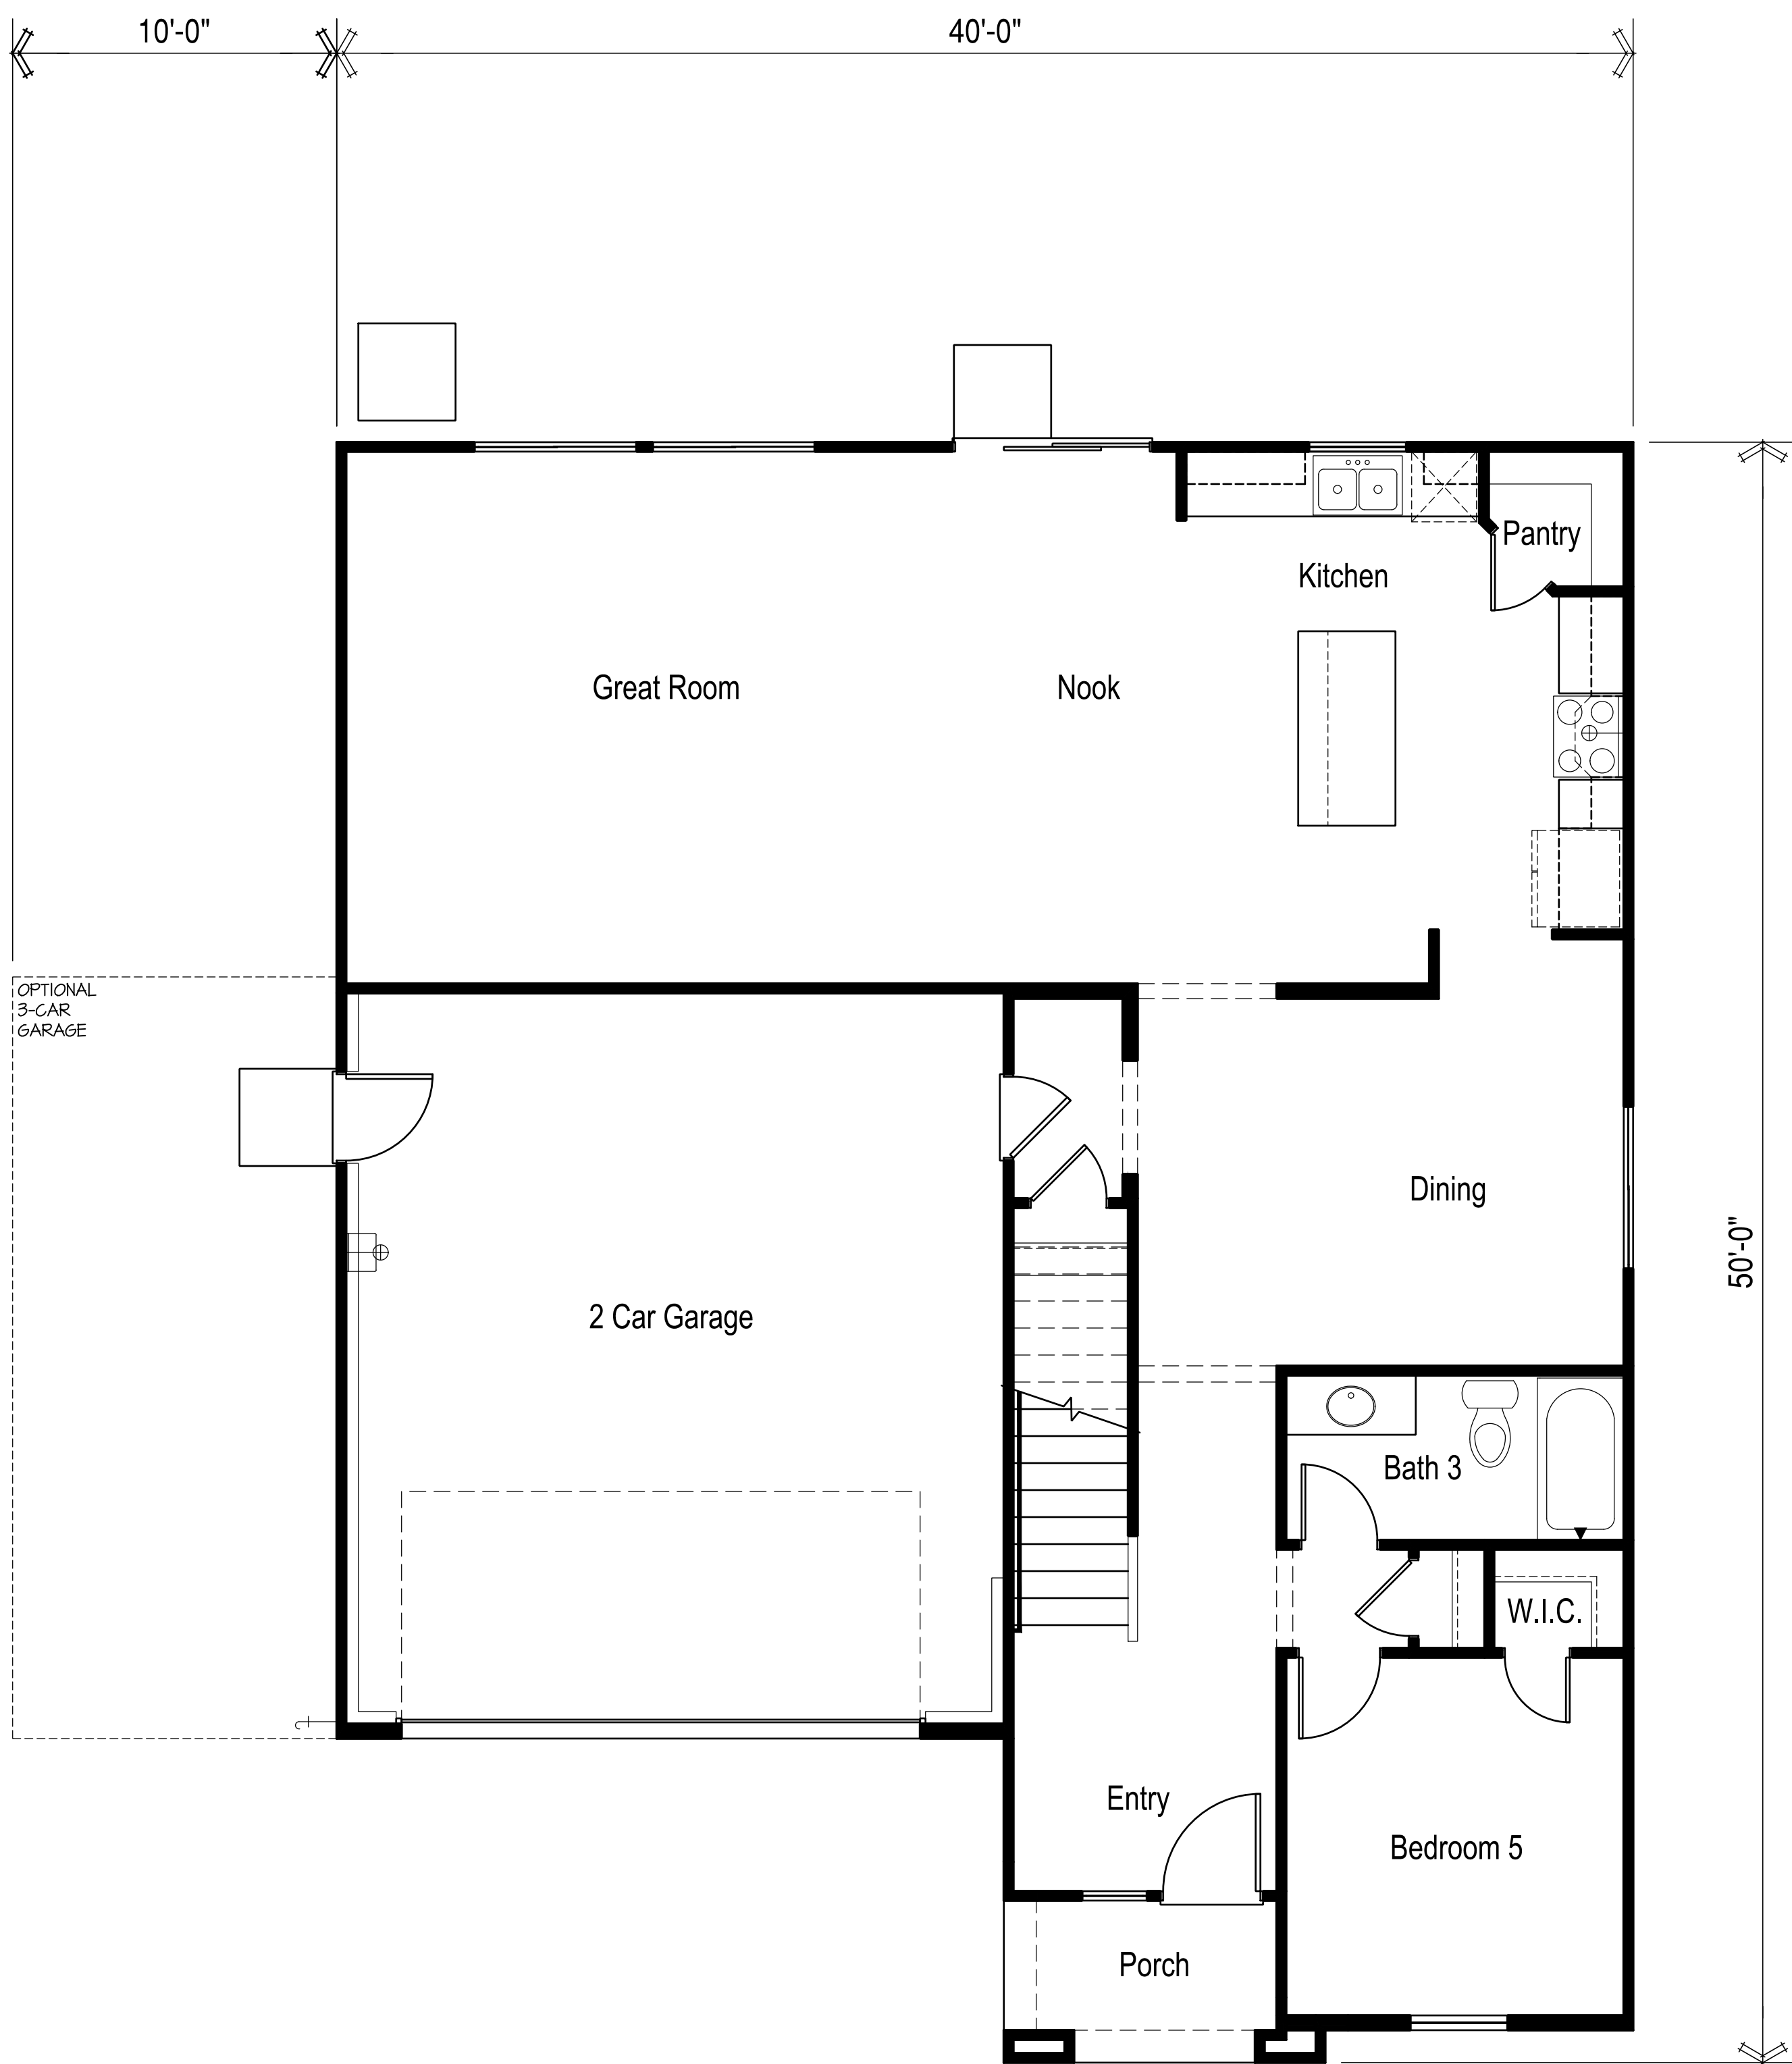 10'-0"
40'-0"
Pantry
Kitchen
Great Room
Nook
OPTIONAL
3-CAR
GARAGE
Dining
50'-0"
2 Car Garage
Bath 3
W.I.C.
Entry
Bedroom 5
Porch